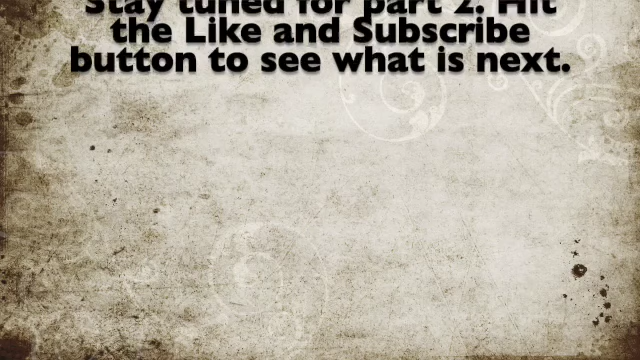 Stay tuned for part 2. Hit
the Like and Subscribe
button to see what is next.